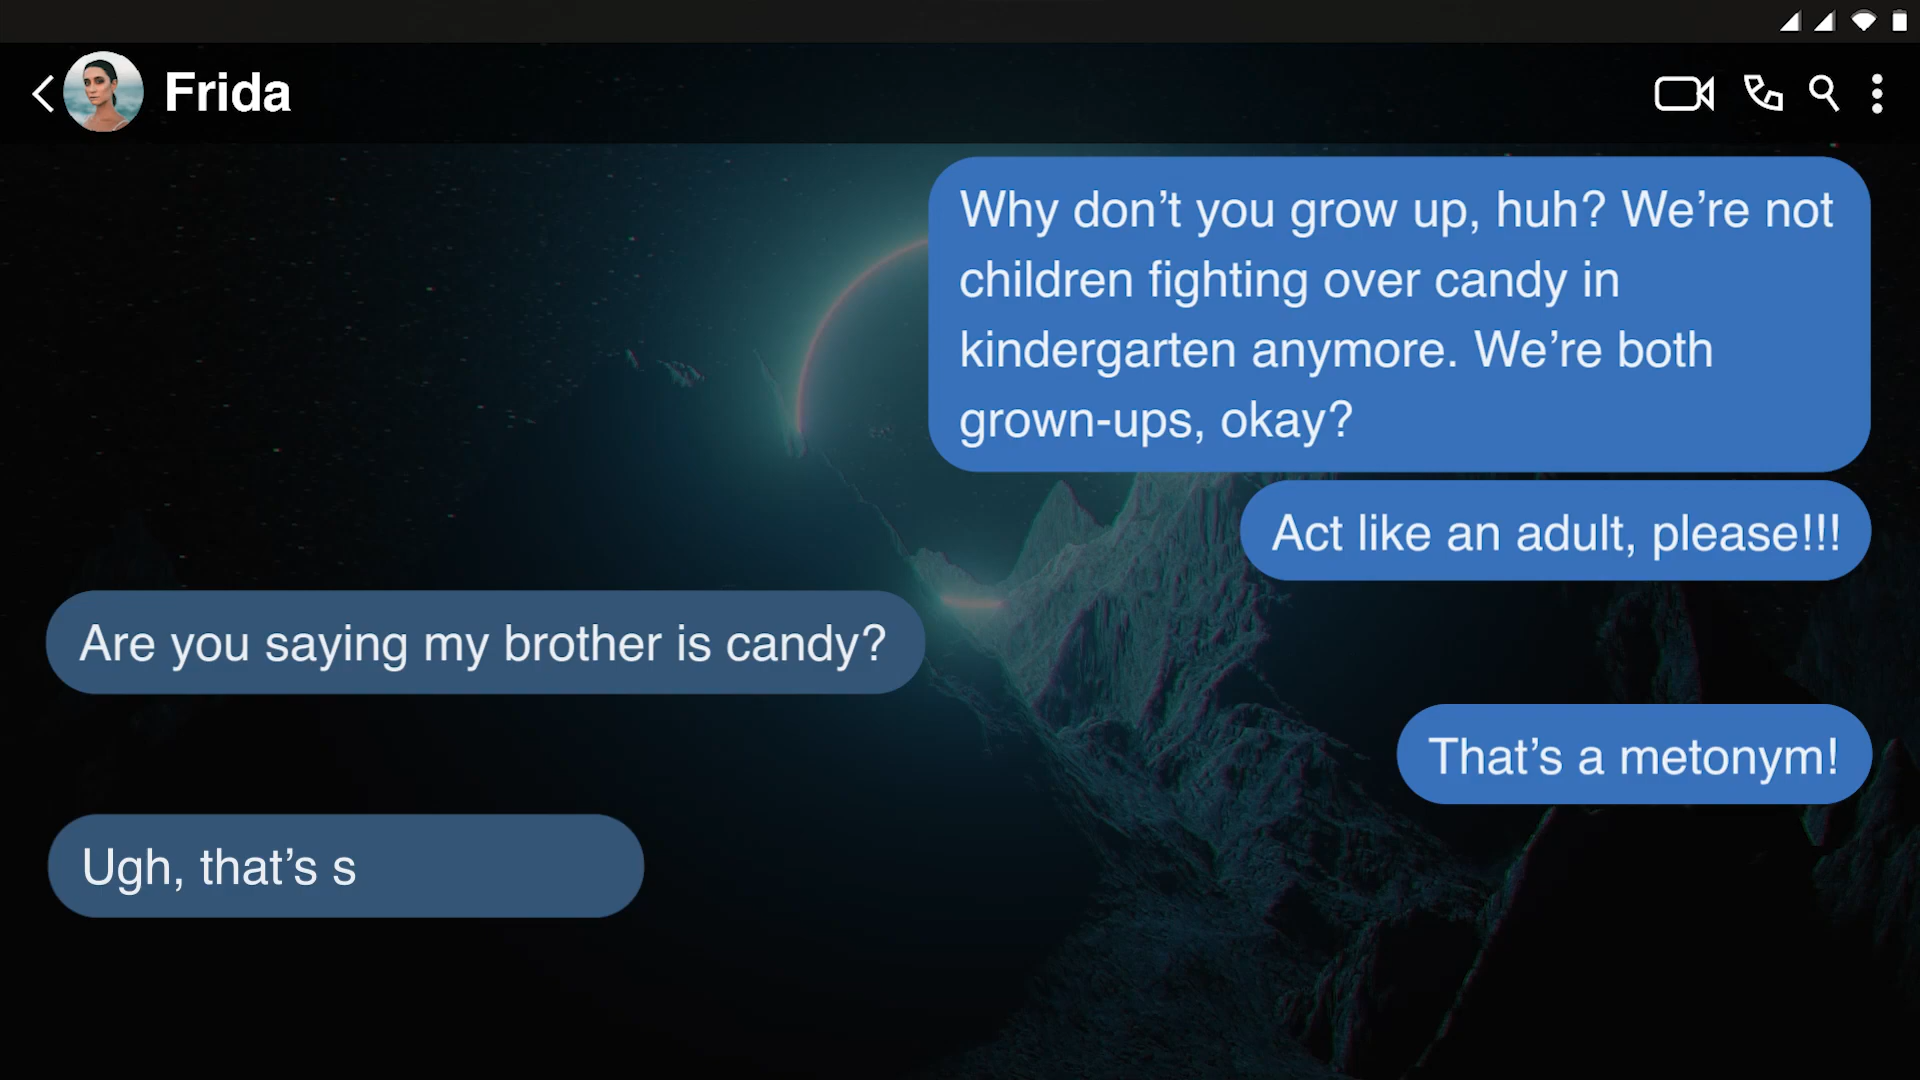 Frida
Why don’t you grow up, huh? We’re not
children fighting over candy in
kindergarten anymore. We’re both
grown-ups, okay?
Act like an adult, please!!!
Are you saying my brother is candy?
That’s a metonym!
Ugh, that’s s